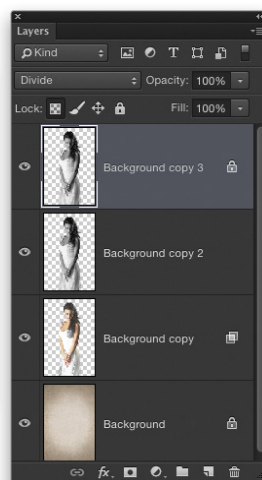 Layers
Kind
Divide Opacity: 100%
Lock: Fill: 100%
Background copy 3
Background copy 2
Background copy
Background
fx.